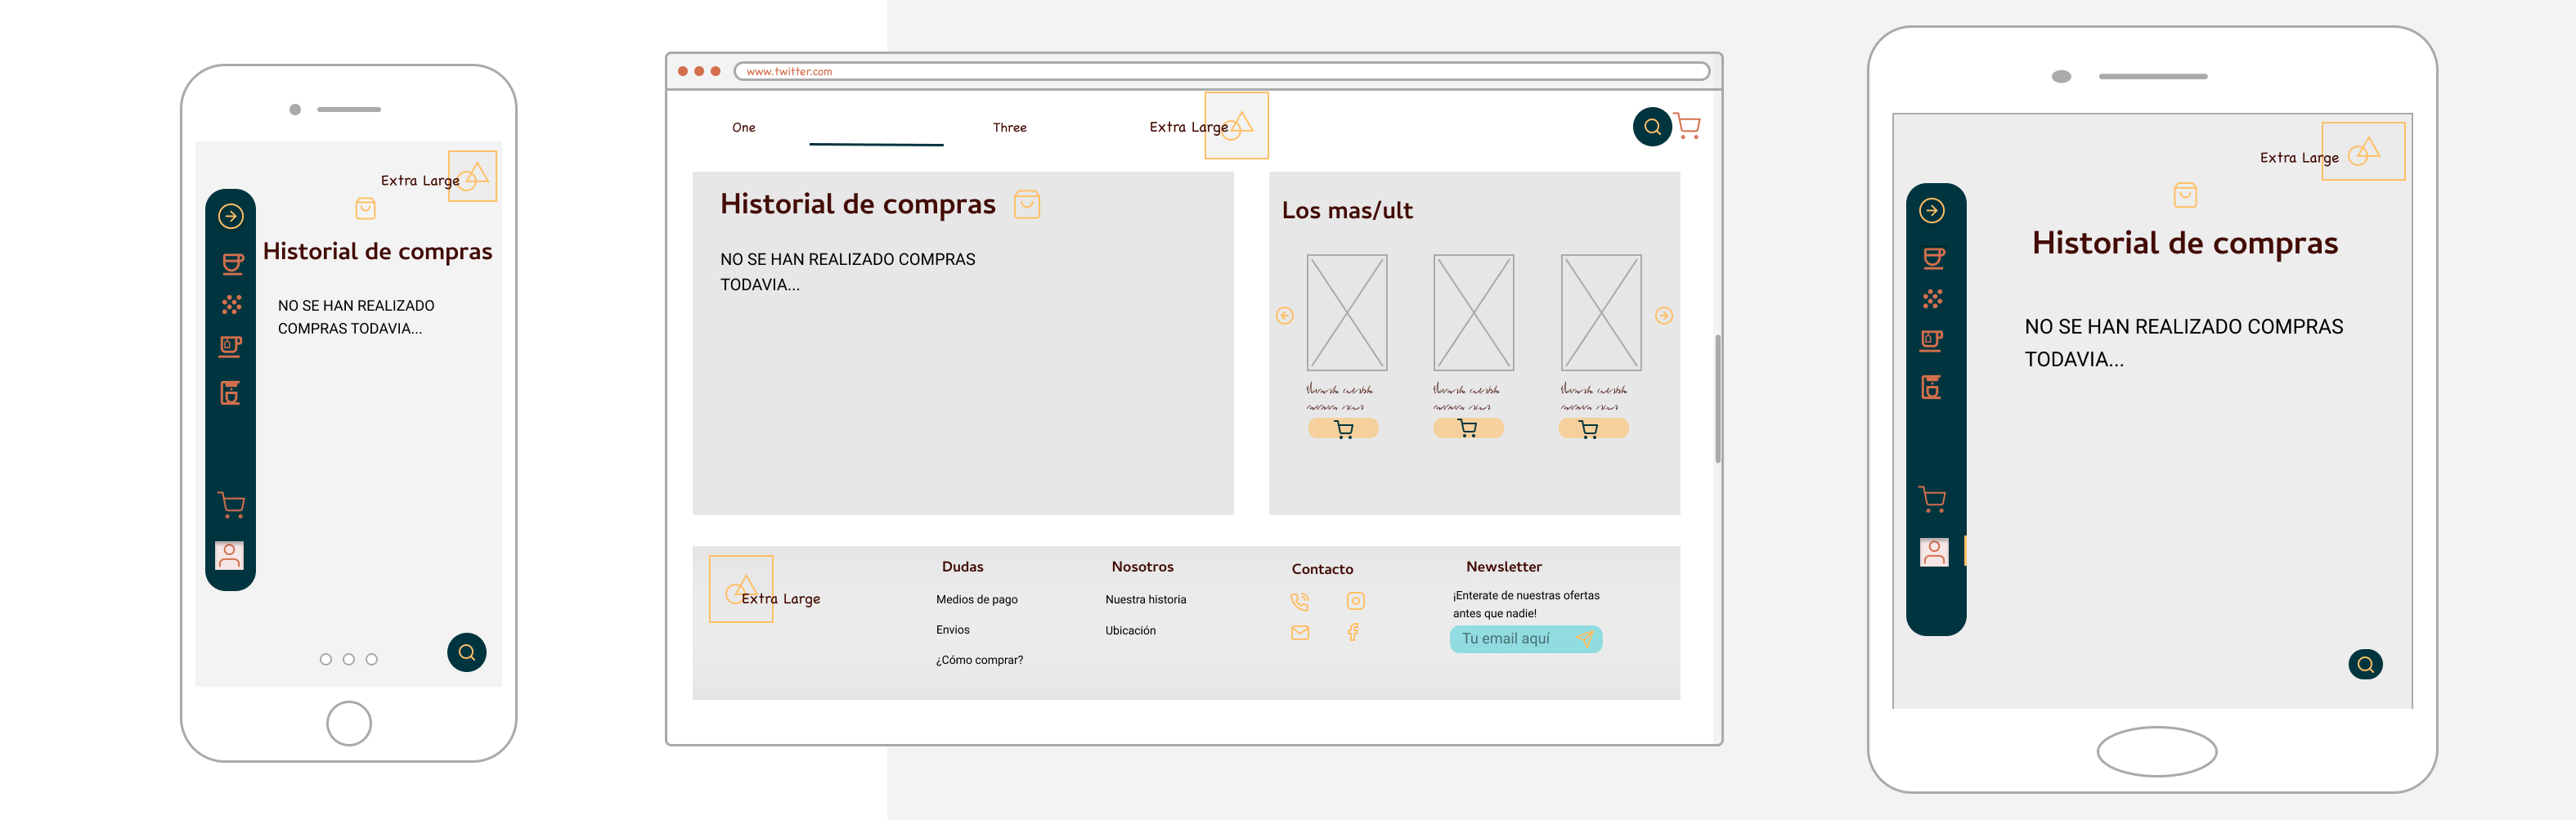 Extra Large
Historial de compras
NO SE HAN REALIZADO
COMPRAS TODAVIA...
www.twitter.com
One
Three
Extra Large
Historial de compras
NO SE HAN REALIZADO COMPRAS
TODAVIA...
Los mas/ult
Extra Large
Dudas
Medios de pago
Envios
¿Cómo comprar?
Nosotros
Nuestra historia
Ubicación
Contacto
Newsletter
¡Enterate de nuestras ofertas
antes que nadie!
Tu email aquí
Extra Large
Historial de compras
NO SE HAN REALIZADO COMPRAS
TODAVIA...